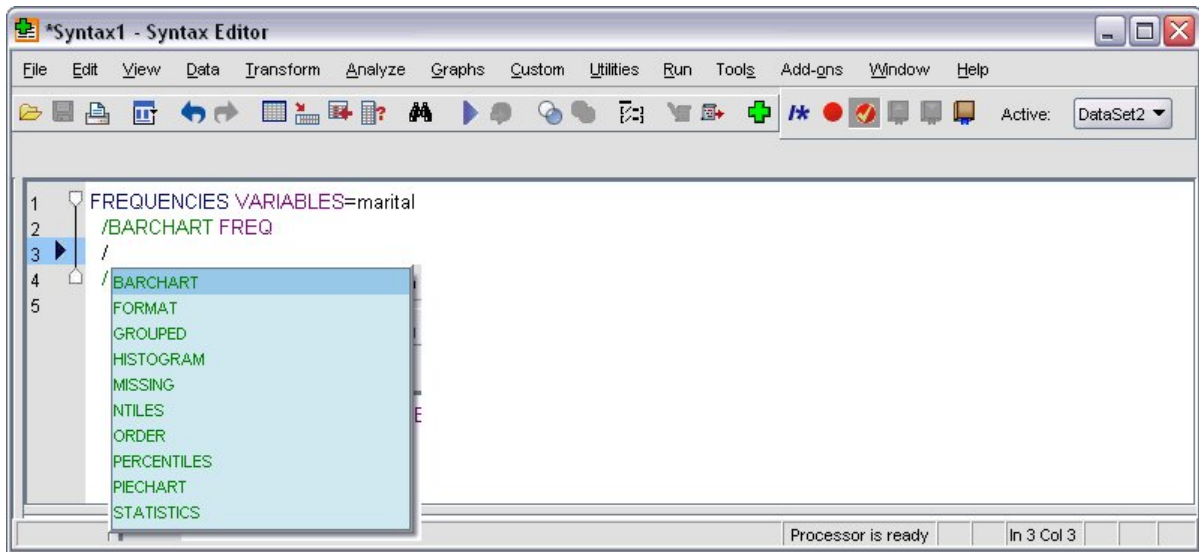 *Syntax1 - Syntax Editor
File Edit View Data Transform Analyze Graphs Custom Utilities Run Tools Add-ons Window Help
/* Active: DataSet2
1 FREQUENCIES VARIABLES=marital
2 /BARCHART FREQ
3 /
4 /
5
BARCHART
FORMAT
GROUPED
HISTOGRAM
MISSING
NTILES
ORDER
PERCENTILES
PIECHART
STATISTICS
E
Processor is ready In 3 Col 3